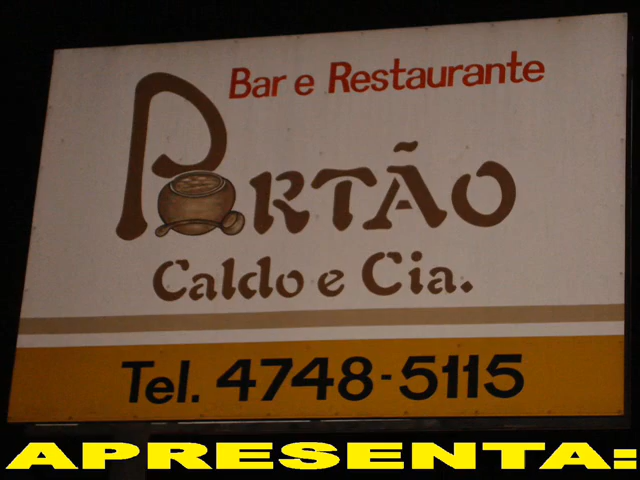 Bar e Restaurante
PORTÃO
Caldo e Cia.
Tel. 4748-5115
APRESENTA: